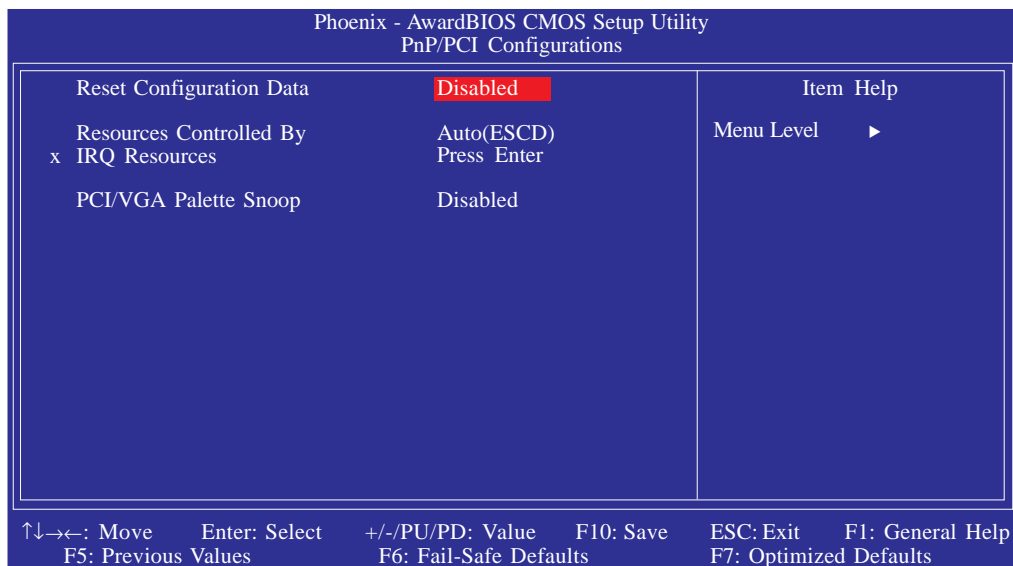 Phoenix - AwardBIOS CMOS Setup Utility
PnP/PCI Configurations
Reset Configuration Data Disabled
Resources Controlled By Auto(ESCD)
x IRQ Resources Press Enter
PCI/VGA Palette Snoop Disabled
Item Help
Menu Level ►
↑↓→←: Move Enter: Select +/-/PU/PD: Value F10: Save ESC: Exit F1: General Help
F5: Previous Values F6: Fail-Safe Defaults F7: Optimized Defaults